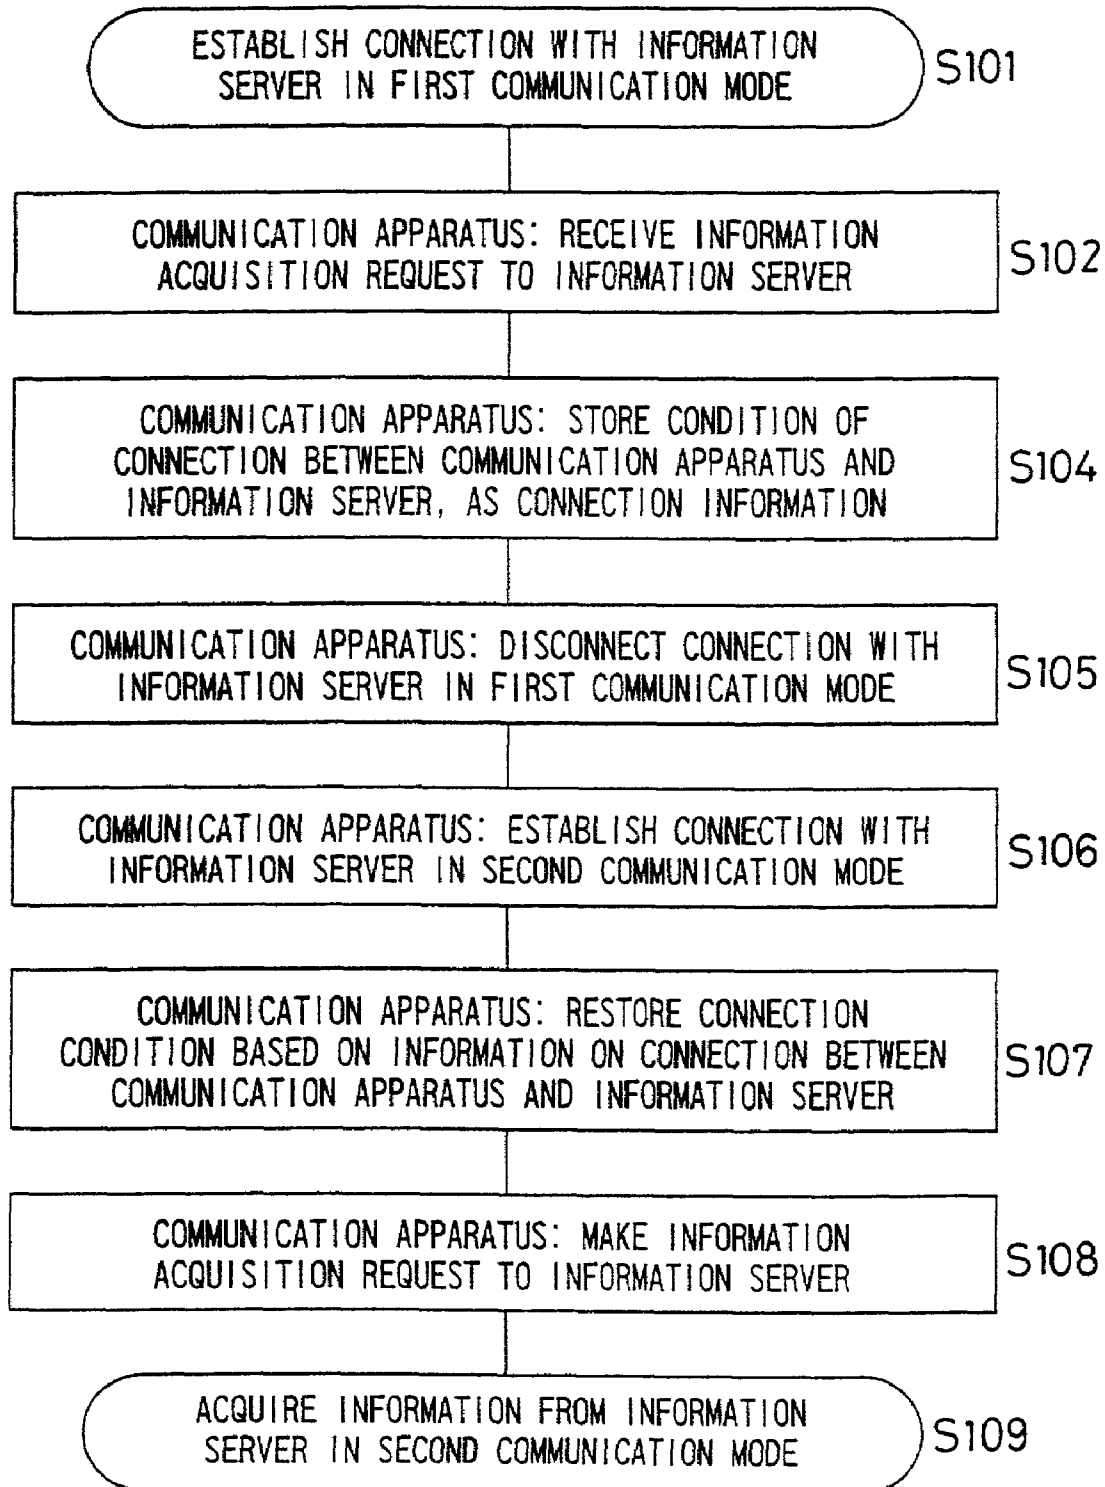 ESTABLISH CONNECTION WITH INFORMATION
SERVER IN FIRST COMMUNICATION MODE
S101
COMMUNICATION APPARATUS: RECEIVE INFORMATION
ACQUISITION REQUEST TO INFORMATION SERVER
S102
COMMUNICATION APPARATUS: STORE CONDITION OF
CONNECTION BETWEEN COMMUNICATION APPARATUS AND
INFORMATION SERVER, AS CONNECTION INFORMATION
S104
COMMUNICATION APPARATUS: DISCONNECT CONNECTION WITH
INFORMATION SERVER IN FIRST COMMUNICATION MODE
S105
COMMUNICATION APPARATUS: ESTABLISH CONNECTION WITH
INFORMATION SERVER IN SECOND COMMUNICATION MODE
S106
COMMUNICATION APPARATUS: RESTORE CONNECTION
CONDITION BASED ON INFORMATION ON CONNECTION BETWEEN
COMMUNICATION APPARATUS AND INFORMATION SERVER
S107
COMMUNICATION APPARATUS: MAKE INFORMATION
ACQUISITION REQUEST TO INFORMATION SERVER
S108
ACQUIRE INFORMATION FROM INFORMATION
SERVER IN SECOND COMMUNICATION MODE
S109